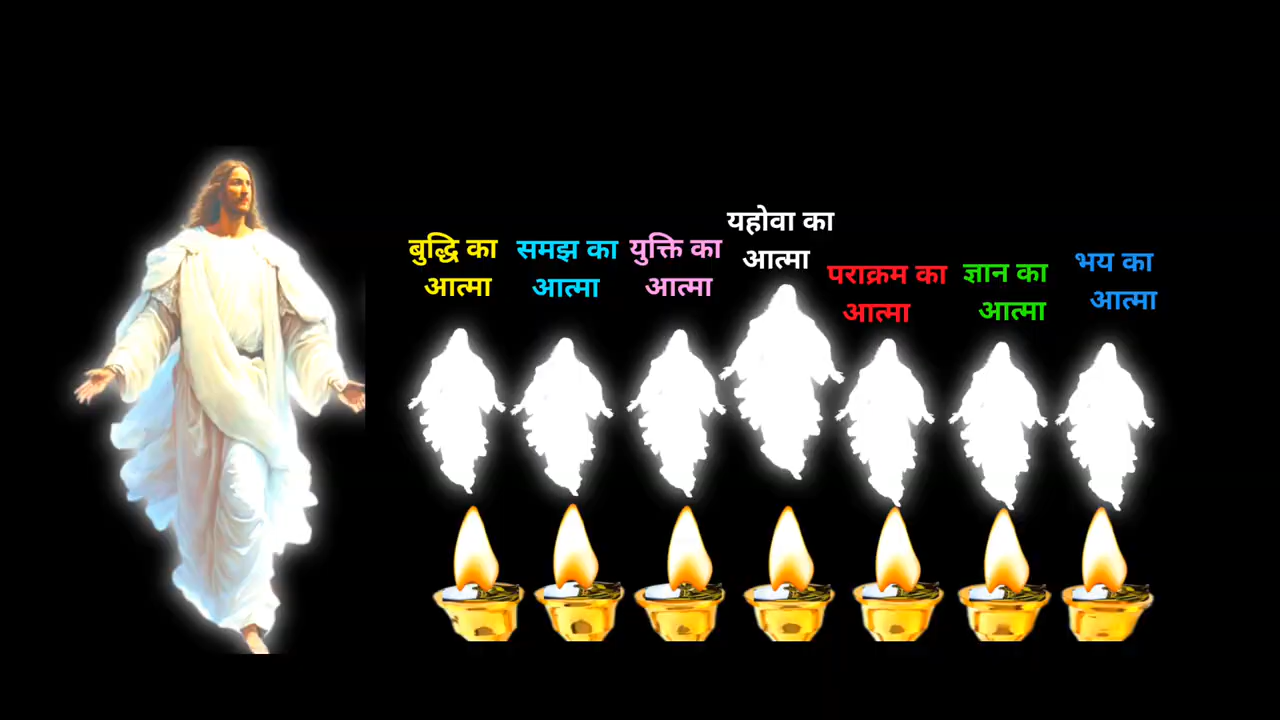 बुद्धि का
आत्मा
समझ का
आत्मा
युक्ति का
आत्मा
यहोवा का
आत्मा
पराक्रम का
आत्मा
ज्ञान का
आत्मा
भय का
आत्मा